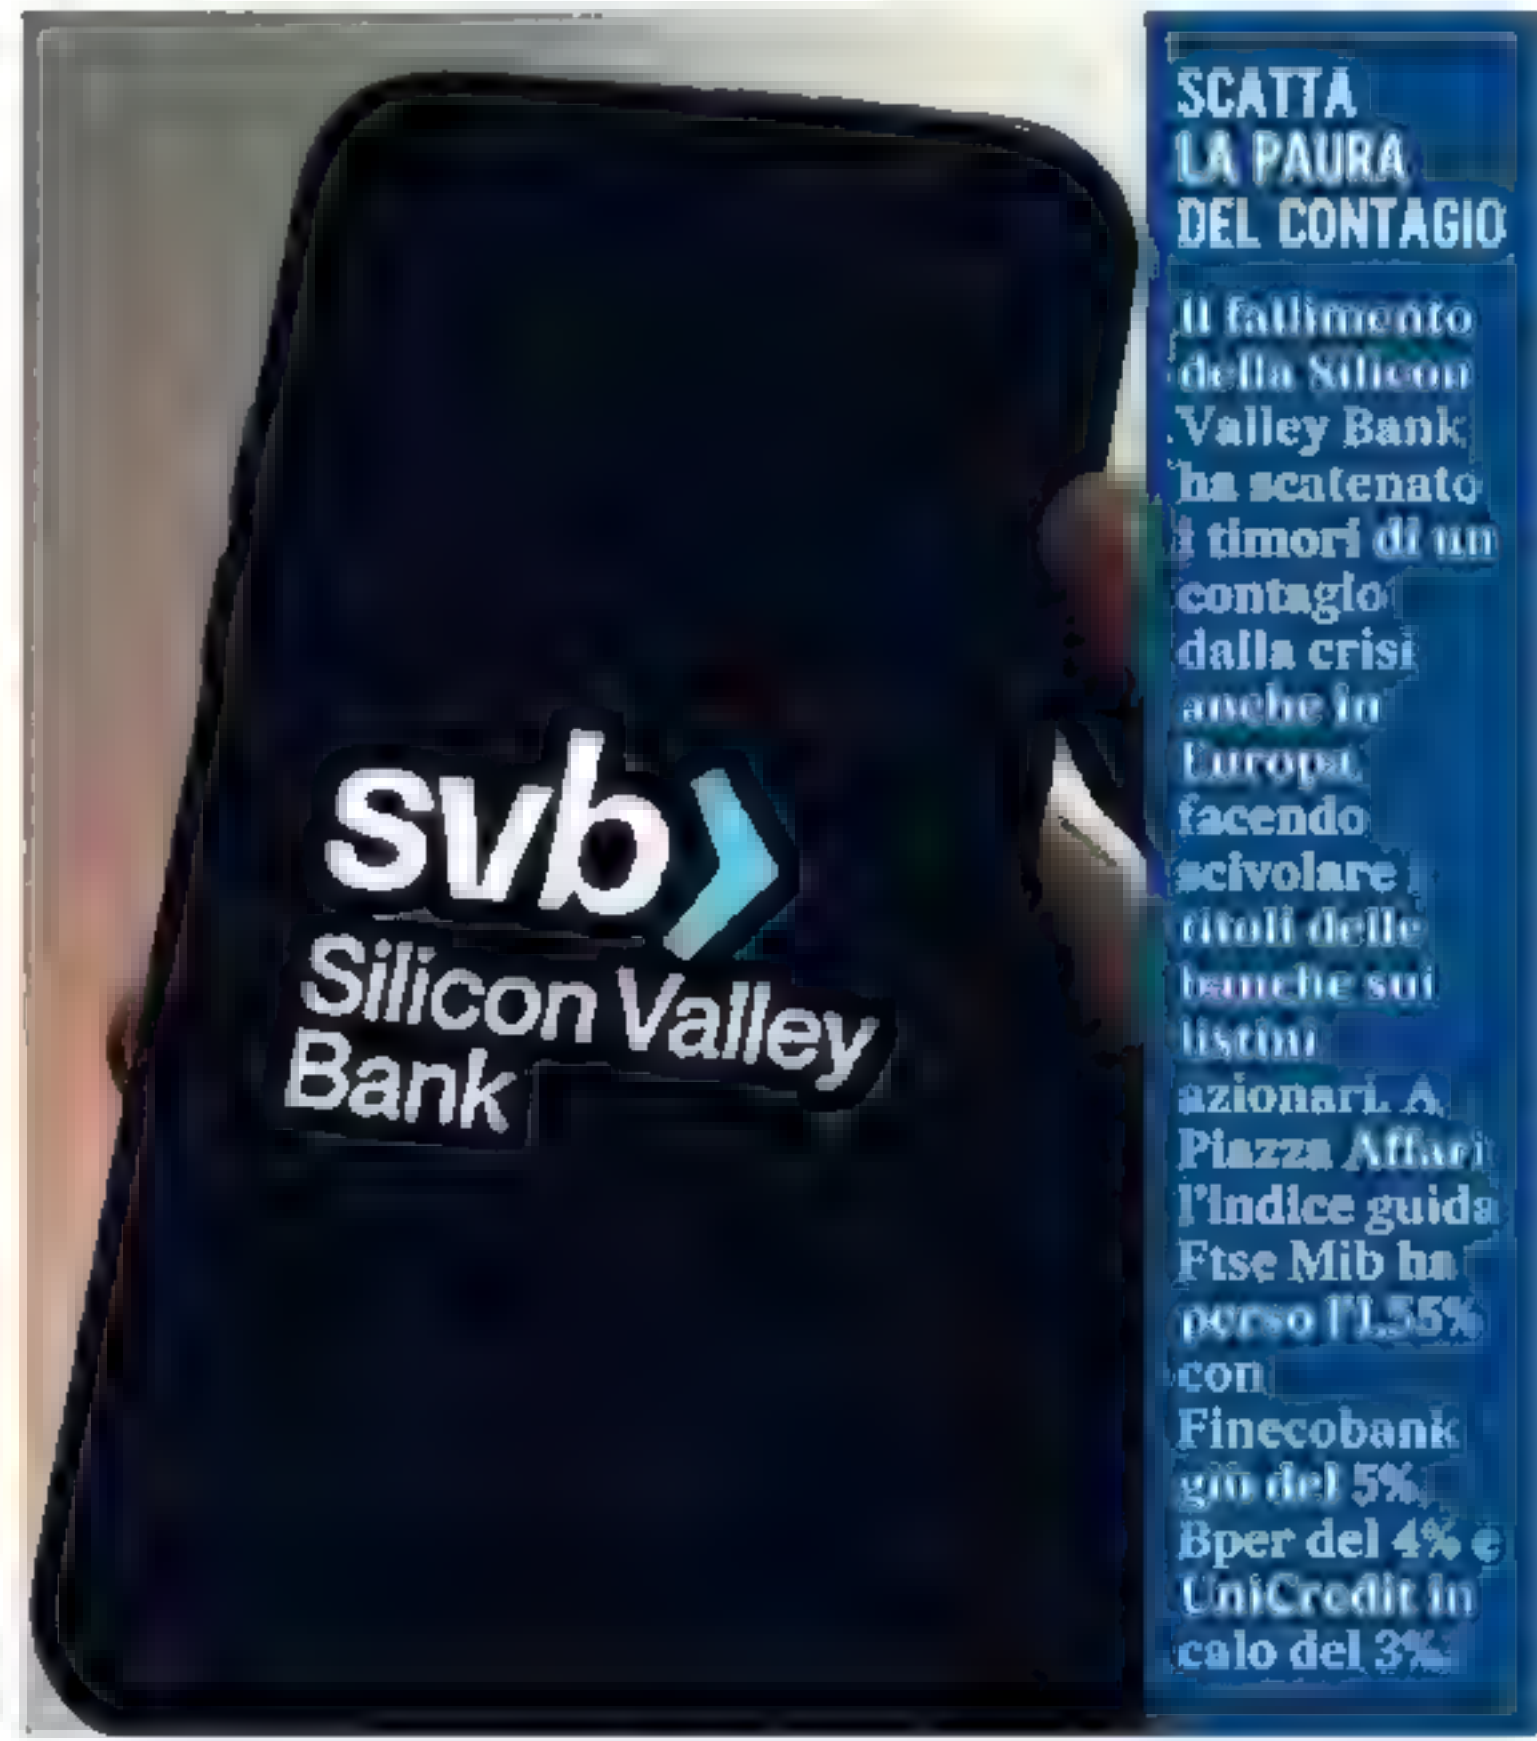 svb
Silicon Valley
Bank
SCATTA
LA PAURA
DEL CONTAGIO
Il fallimento
della Silicon
Valley Bank
ha scatenato
i timori di un
contagio
dalla crisi
anche in
Europa,
facendo
scivolare i
titoli delle
banche sui
listini
azionari. A
Piazza Affari
l'indice guida
Ftse Mib ha
perso l'1,55%
con
Finecobank
giù del 5%,
Bper del 4% e
UniCredit in
calo del 3%.